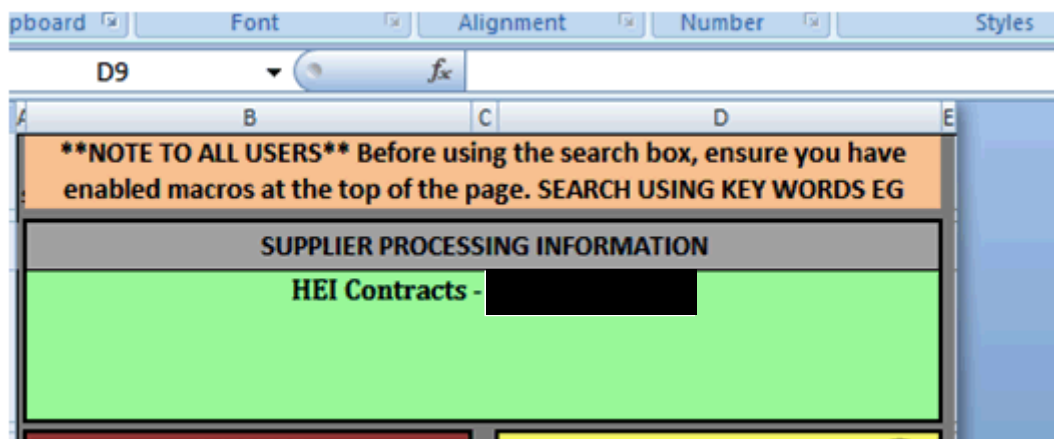 pboard Font Alignment Number Styles
D9 fx
A B C D E
**NOTE TO ALL USERS** Before using the search box, ensure you have
enabled macros at the top of the page. SEARCH USING KEY WORDS EG
SUPPLIER PROCESSING INFORMATION
HEI Contracts -